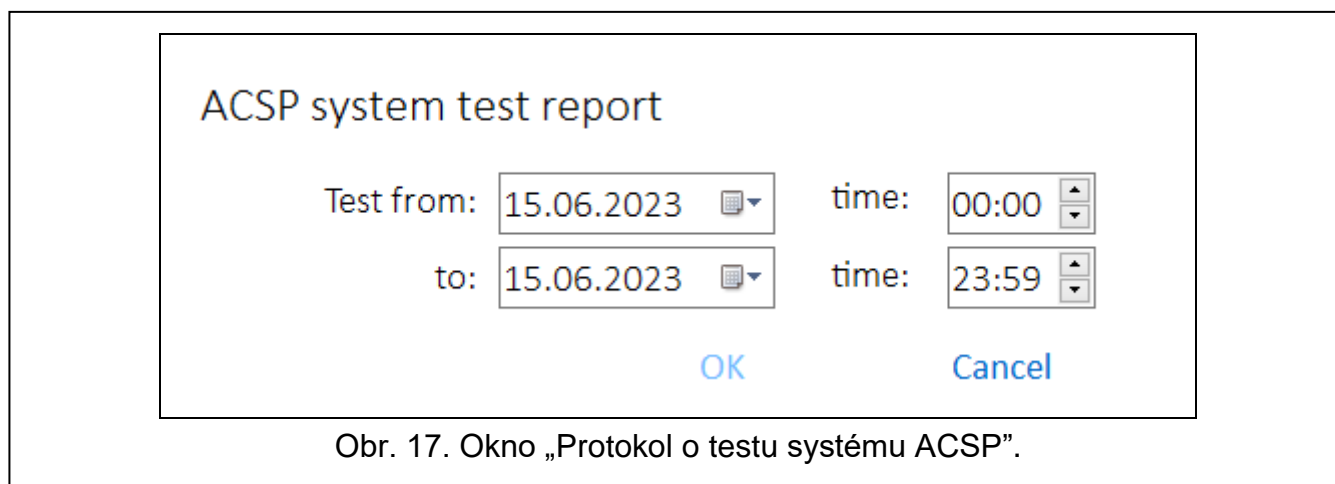 ACSP system test report
Test from: 15.06.2023 time: 00:00
to: 15.06.2023 time: 23:59
OK Cancel
Obr. 17. Okno „Protokol o testu systému ACSP”.